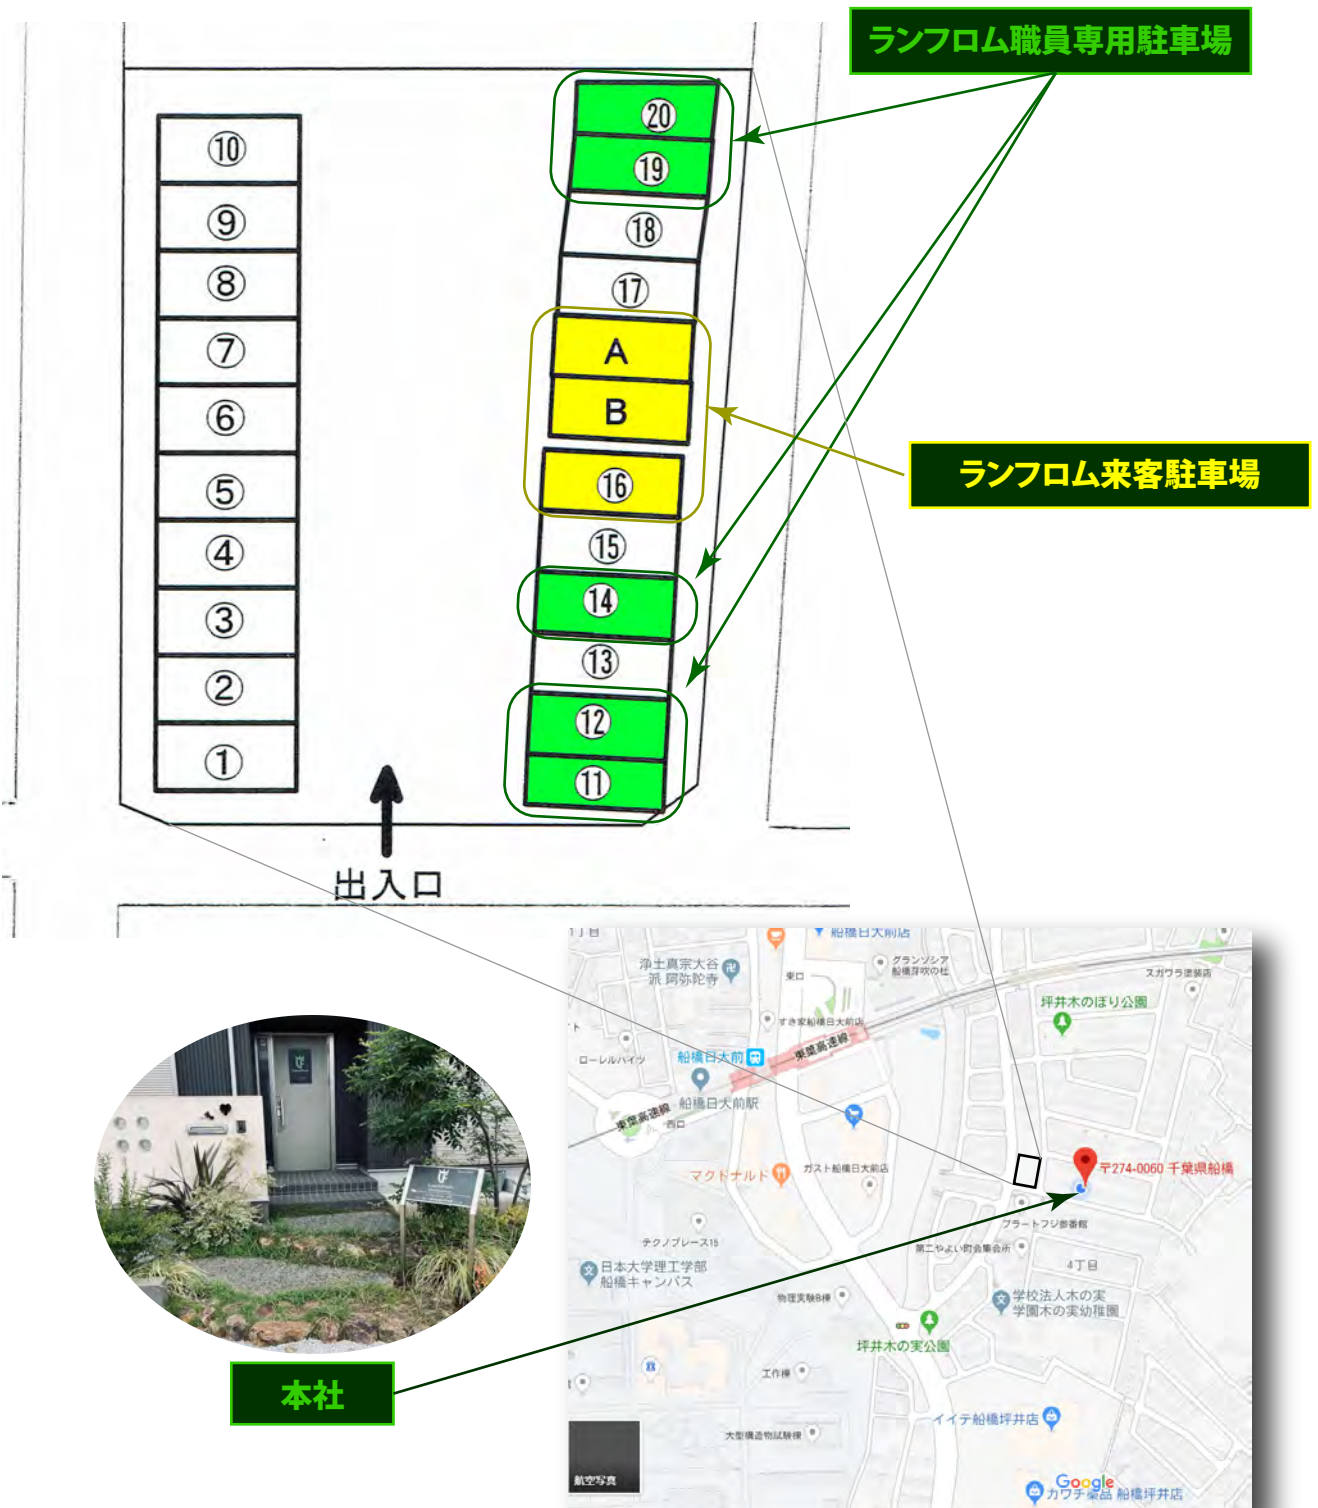 ランフロム職員専用駐車場
⑳
⑲
⑱
⑰
A
B
⑯
⑮
⑭
⑬
⑫
⑪
⑩
⑨
⑧
⑦
⑥
⑤
④
③
②
①
ランフロム来客駐車場
出入口
本社
1丁目
船橋日大前店
浄土真宗大谷
派 阿弥陀寺
東口
グランソシア
船橋芽吹の杜
スガワラ塗装店
坪井木のぼり公園
すき家船橋日大前店
ローレルハイツ
船橋日大前
東葉高速線
船橋日大前駅
東葉高速線
西口
マクドナルド
ガスト船橋日大前店
〒274-0060 千葉県船橋
プラートフジ参番館
テクノプレース15
第二やよい町会集会所
4丁目
日本大学理工学部
船橋キャンパス
物理実験B棟
学校法人木の実
学園木の実幼稚園
坪井木の実公園
工作棟
イイテ船橋坪井店
大型構造物試験棟
航空写真
Google
カワチ薬品 船橋坪井店